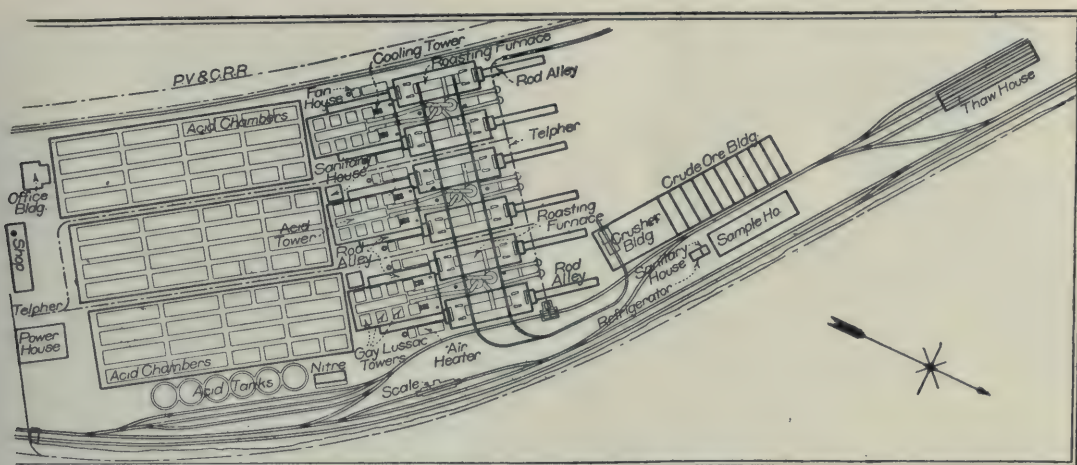 P.V. & C.R.R.
Cooling Tower
Roasting Furnace
Fan
House
Rod Alley
Thaw House
Acid Chambers
Telpher
Sanitary
House
Crude Ore Bldg.
Office
Bldg.
Shop
Acid
Tower
Roasting
Furnace
Crusher
Bldg
Sample Ho.
Sanitary
House
Rod
Alley
Rod
Alley
Refrigerator
Telpher
Power
House
Gay Lussac
Towers
Air
Heater
Acid Chambers
Acid Tanks
Nitre
Scale